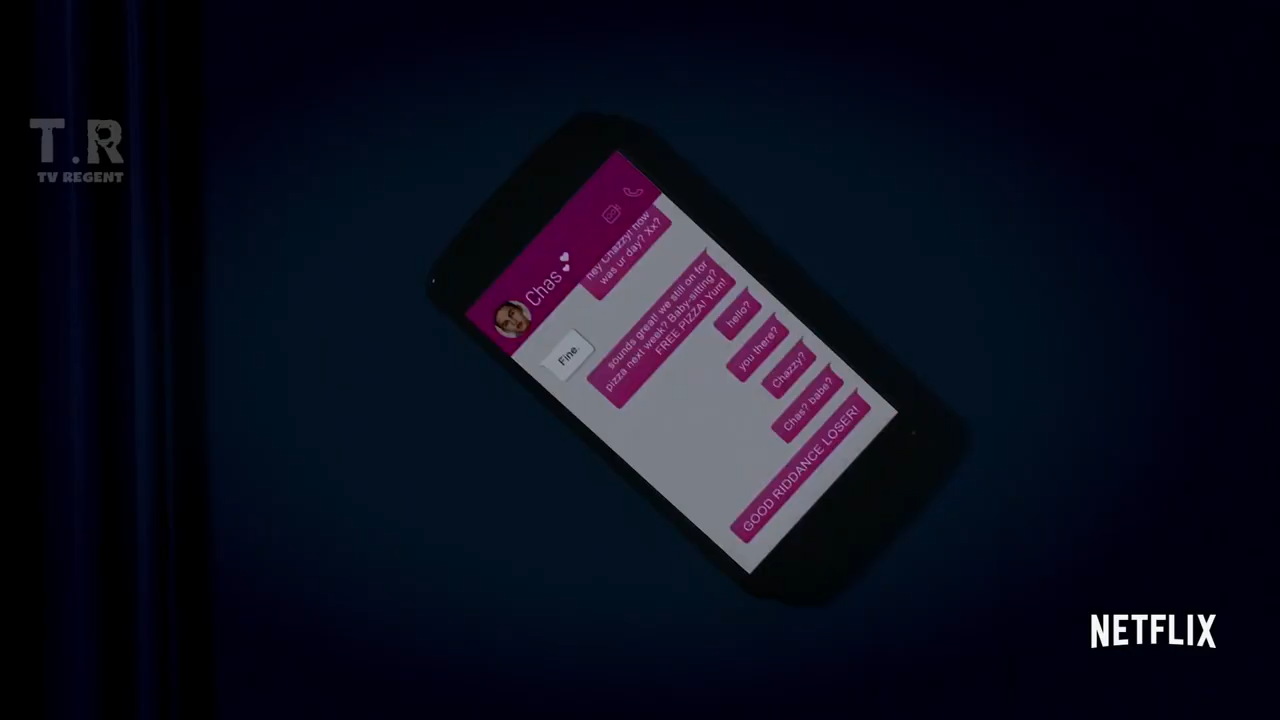 T.R
TV REGENT
Chas
hey Chazzy! how
was ur day? Xx?
Fine.
sounds great! we still on for
pizza next week? Baby-sitting?
FREE PIZZA! Yum!
hello?
you there?
Chazzy?
Chas? babe?
GOOD RIDDANCE LOSER!
NETFLIX